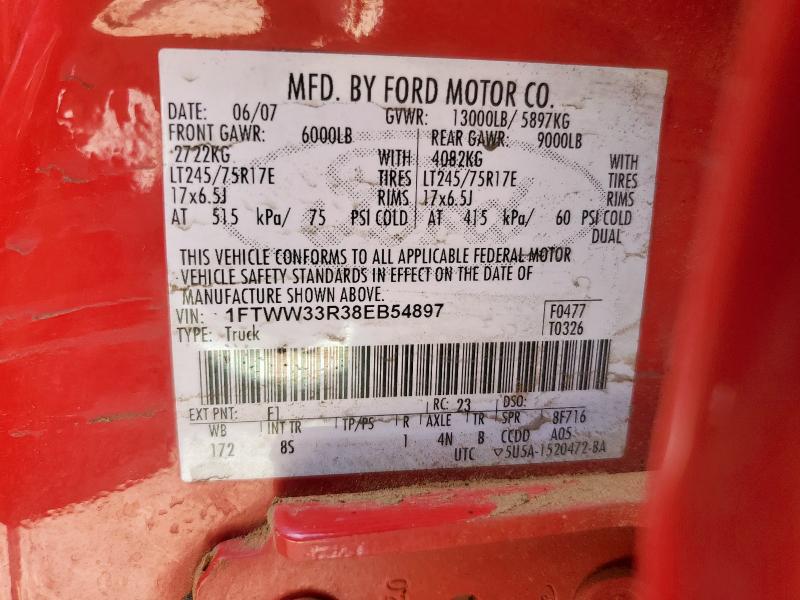 MFD. BY FORD MOTOR CO.
DATE: 06/07 GVWR: 13000LB/ 5897KG
FRONT GAWR: 6000LB REAR GAWR: 9000LB
2722KG WITH 4082KG WITH
LT245/75R17E TIRES LT245/75R17E TIRES
17x6.5J RIMS 17x6.5J RIMS
AT 515 kPa/ 75 PSI COLD AT 415 kPa/ 60 PSI COLD
DUAL
THIS VEHICLE CONFORMS TO ALL APPLICABLE FEDERAL MOTOR
VEHICLE SAFETY STANDARDS IN EFFECT ON THE DATE OF
MANUFACTURE SHOWN ABOVE.
VIN: 1FTWW33R38EB54897 F0477
TYPE: Truck T0326
EXT PNT: F1 RC: 23 DSO:
WB INT TR TP/PS R AXLE TR SPR 8F716
172 8S 1 4N B CCDD A05
UTC ▽5U5A-1520472-BA